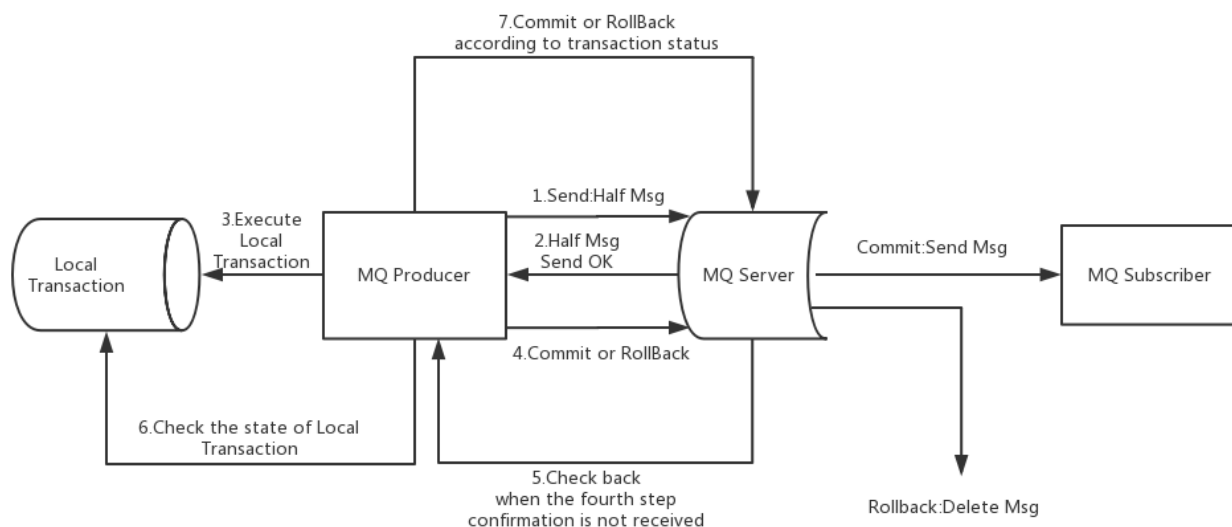 7.Commit or RollBack
according to transaction status
1.Send:Half Msg
3.Execute
Local
Transaction
2.Half Msg
Send OK
Commit:Send Msg
Local
Transaction
MQ Producer
MQ Server
MQ Subscriber
4.Commit or RollBack
6.Check the state of Local
Transaction
5.Check back
when the fourth step
confirmation is not received
Rollback:Delete Msg